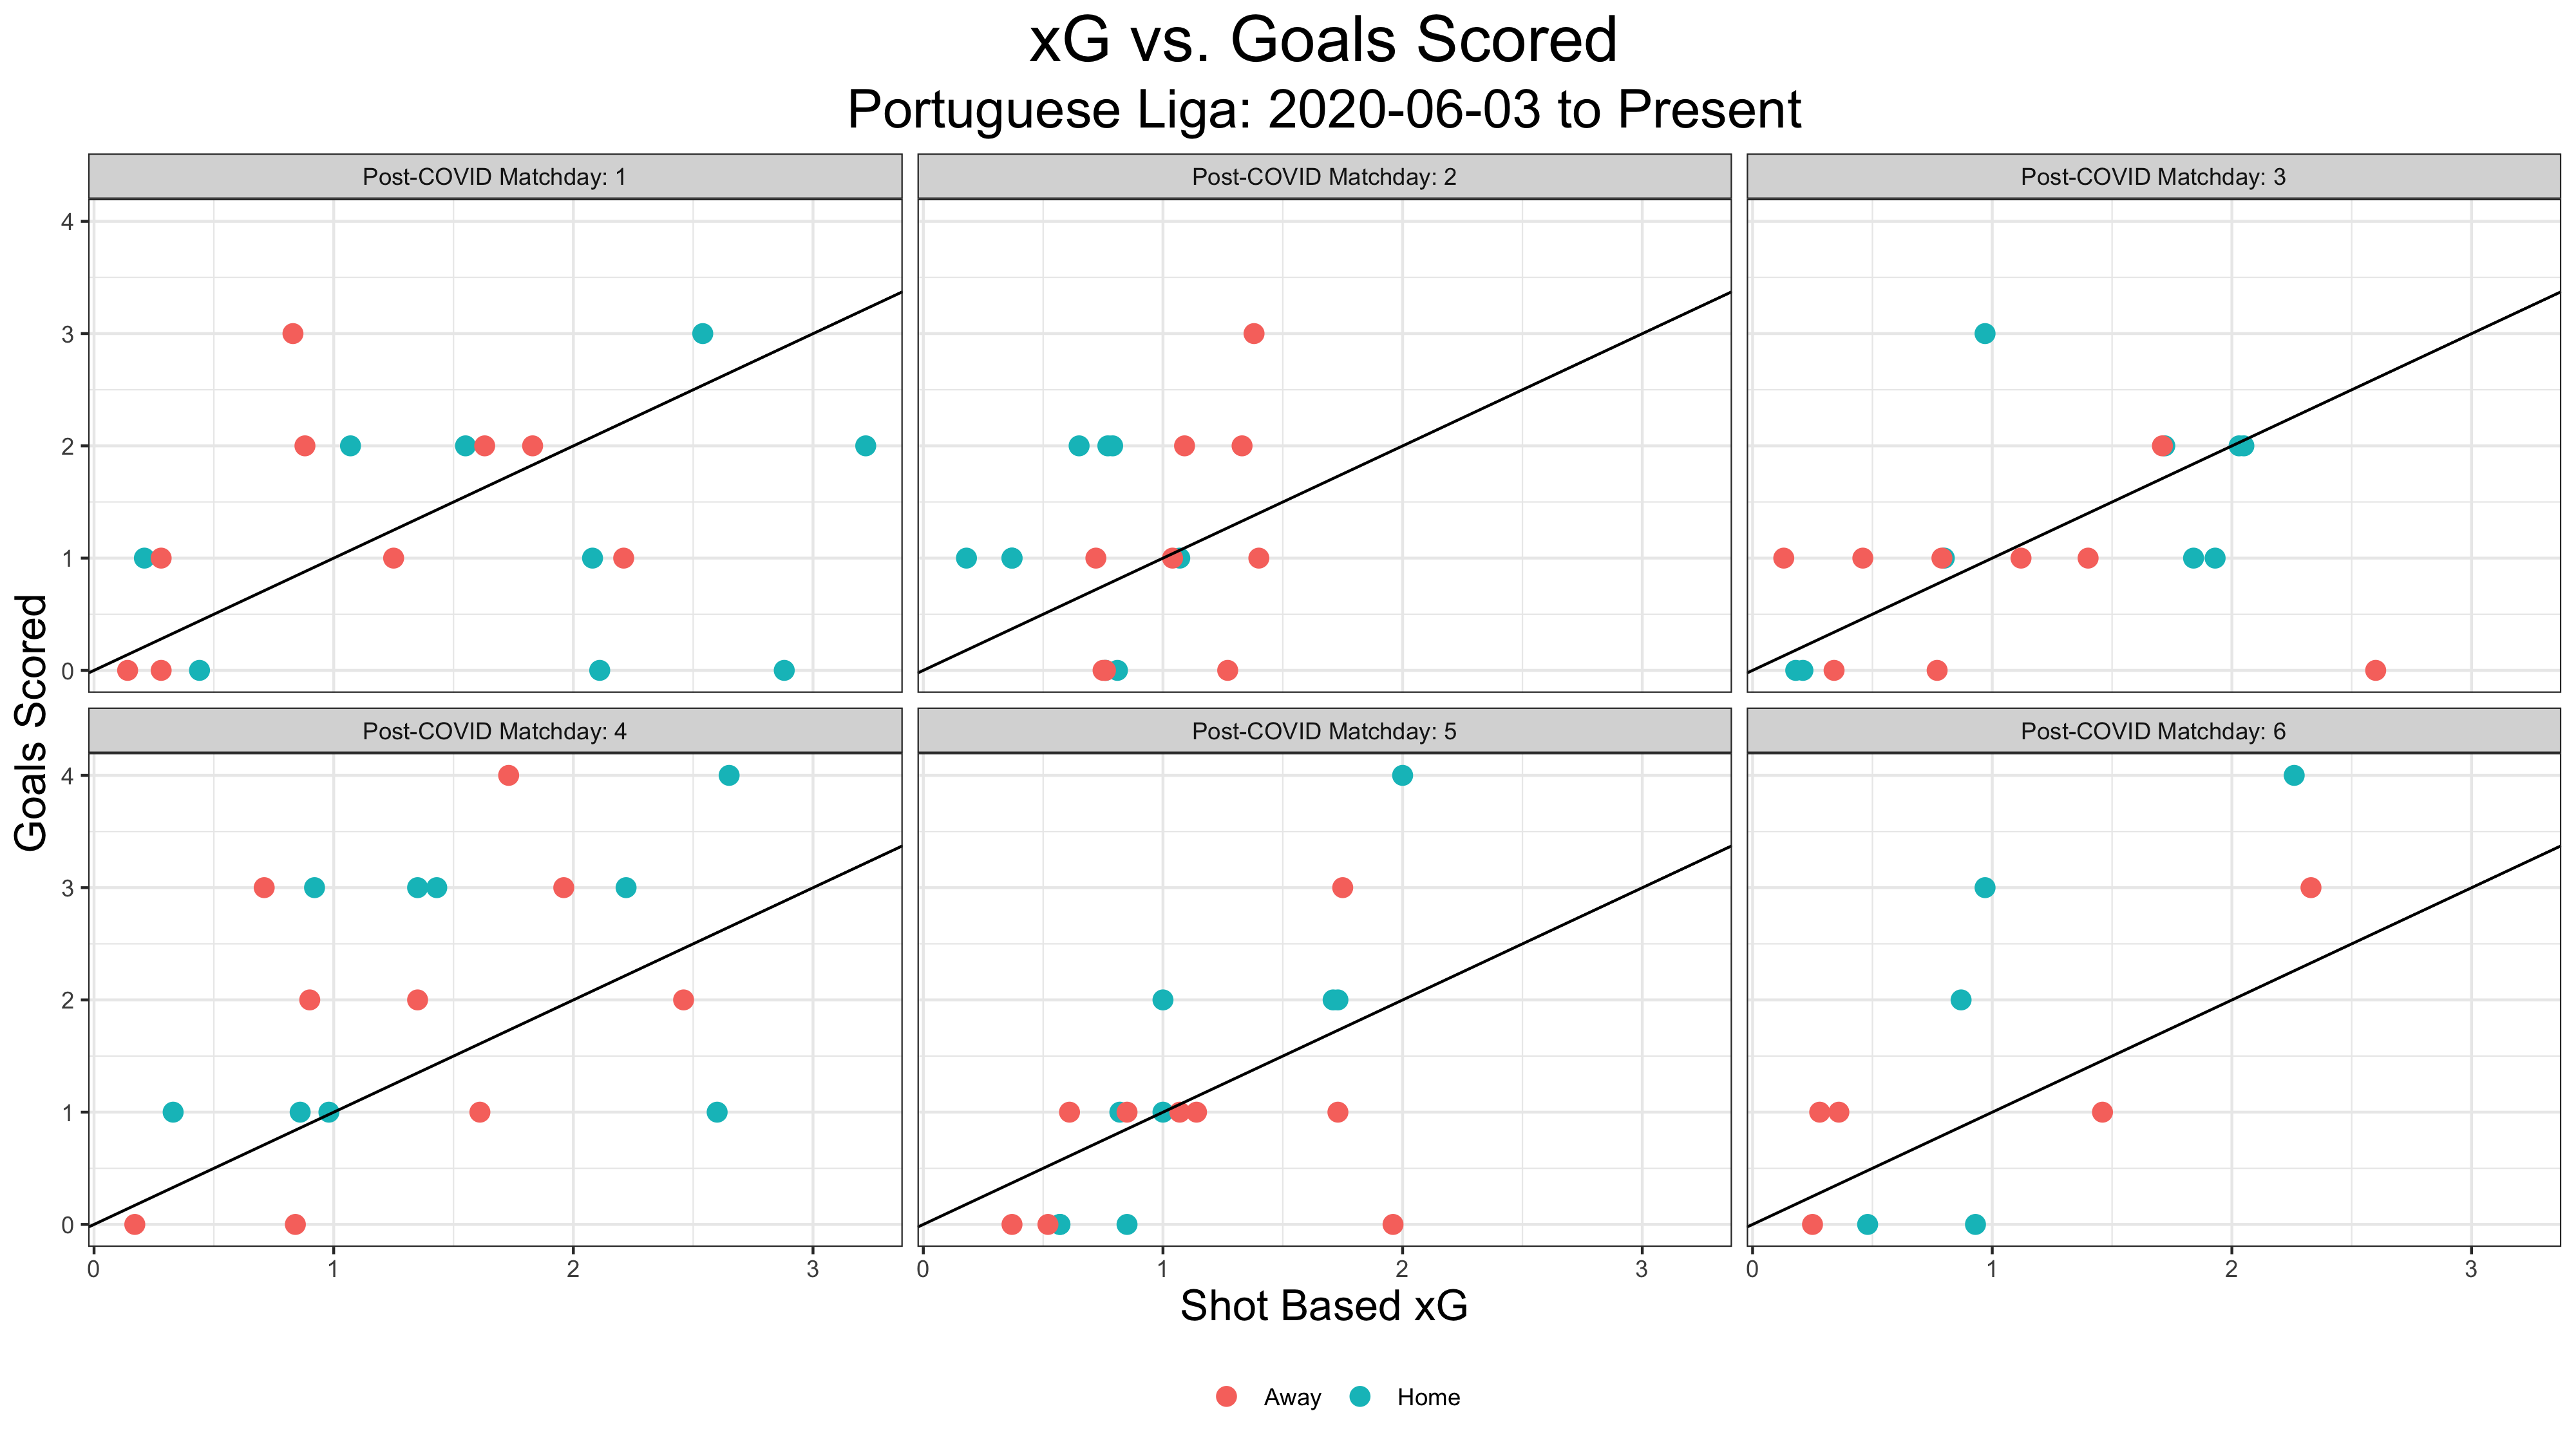 xG vs. Goals Scored
Portuguese Liga: 2020-06-03 to Present
Post-COVID Matchday: 1
Post-COVID Matchday: 2
Post-COVID Matchday: 3
4
3
2
1
0
Goals Scored
Post-COVID Matchday: 4
Post-COVID Matchday: 5
Post-COVID Matchday: 6
4
3
2
1
0
0 1 2 3
0 1 2 3
0 1 2 3
Shot Based xG
Away Home